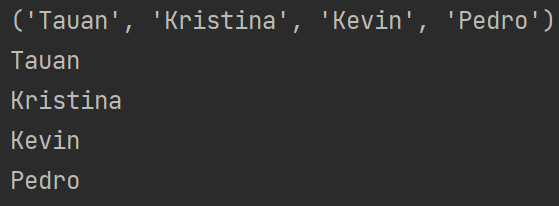 ('Tauan', 'Kristina', 'Kevin', 'Pedro')
Tauan
Kristina
Kevin
Pedro